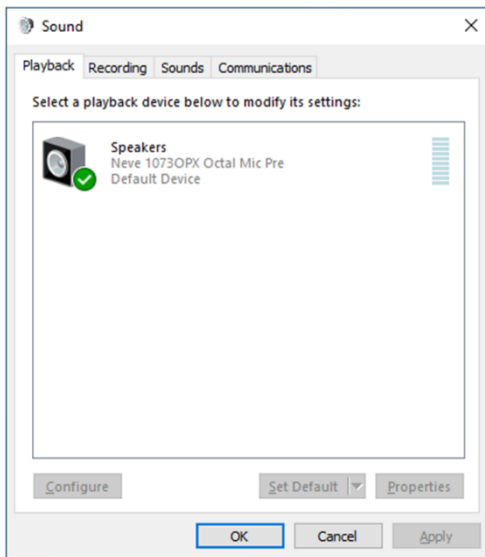 Sound
Playback Recording Sounds Communications
Select a playback device below to modify its settings:
Speakers
Neve 1073OPX Octal Mic Pre
Default Device
Configure Set Default Properties
OK Cancel Apply